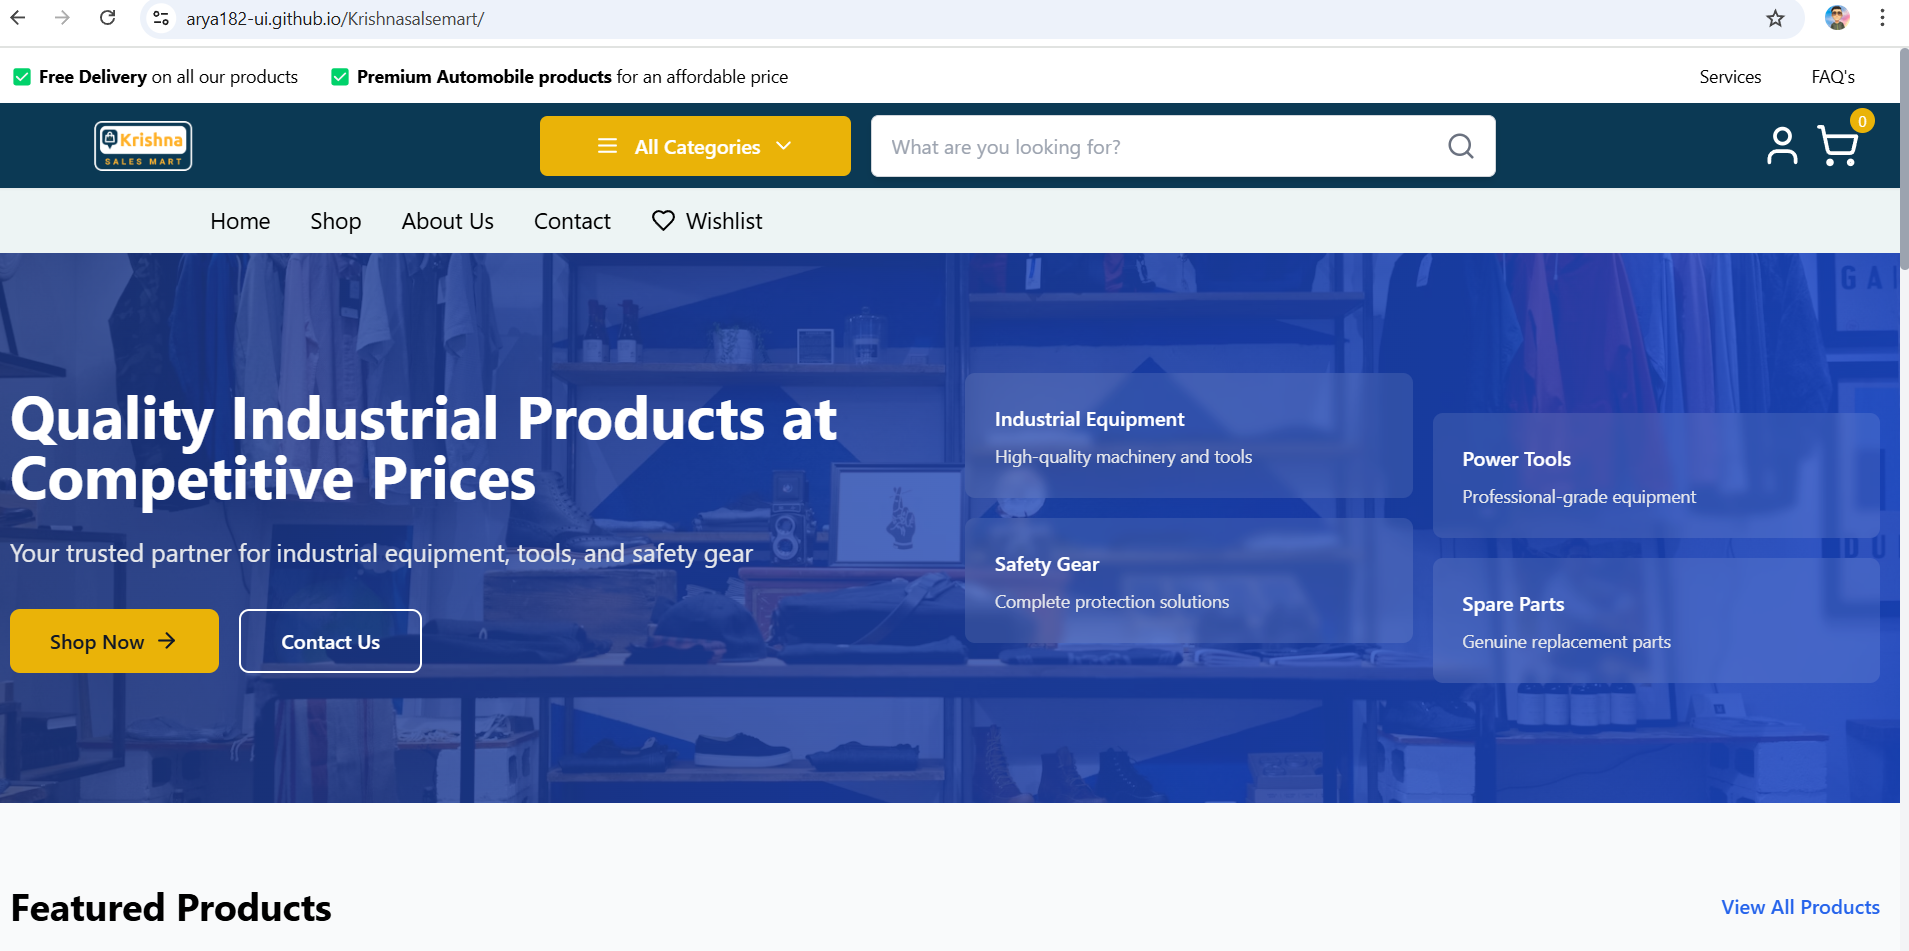 arya182-ui.github.io/Krishnasalsemart/
Free Delivery on all our products
Premium Automobile products for an affordable price
Services
FAQ's
Krishna
SALES MART
All Categories
What are you looking for?
0
Home
Shop
About Us
Contact
Wishlist
Quality Industrial Products at
Competitive Prices
Your trusted partner for industrial equipment, tools, and safety gear
Shop Now
Contact Us
Industrial Equipment
High-quality machinery and tools
Safety Gear
Complete protection solutions
Power Tools
Professional-grade equipment
Spare Parts
Genuine replacement parts
Featured Products
View All Products